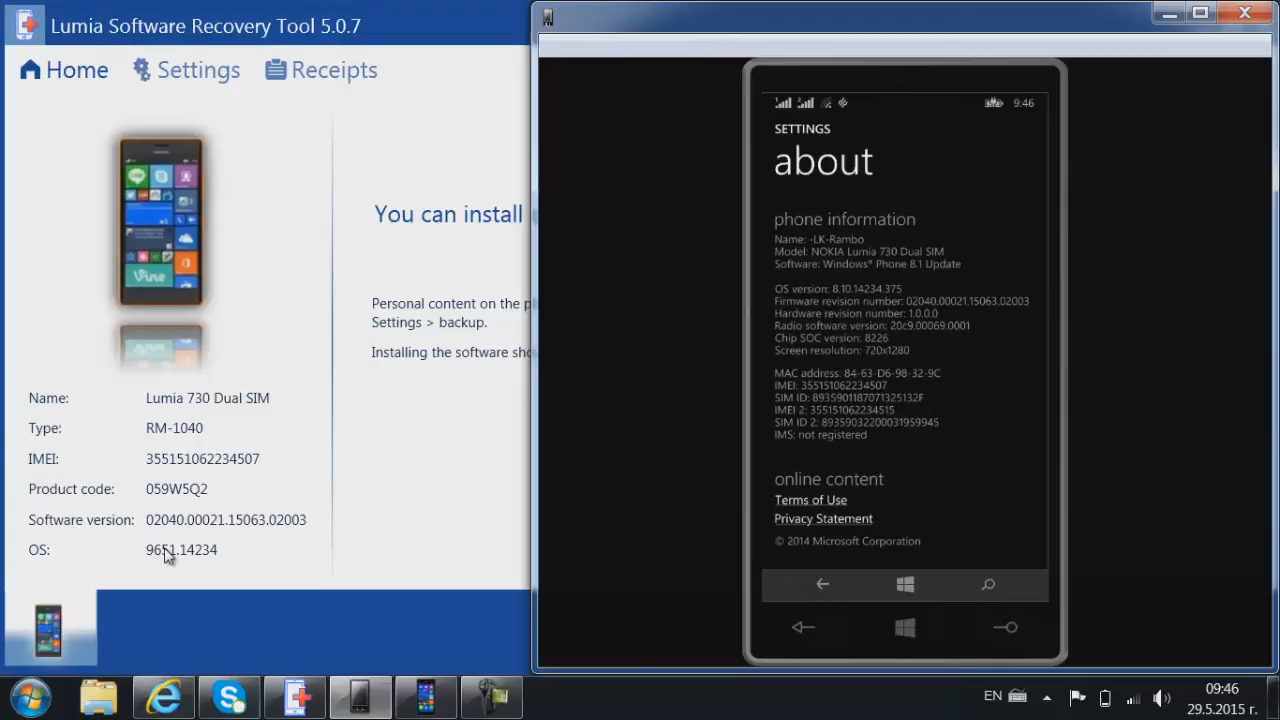 Lumia Software Recovery Tool 5.0.7
Home Settings Receipts
You can install
Personal content on the p
Settings > backup.
Installing the software sho
Name: Lumia 730 Dual SIM
Type: RM-1040
IMEI: 355151062234507
Product code: 059W5Q2
Software version: 02040.00021.15063.02003
OS: 9651.14234
9:46
SETTINGS
about
phone information
Name: -LK-Rambo
Model: NOKIA Lumia 730 Dual SIM
Software: Windows® Phone 8.1 Update
OS version: 8.10.14234.375
Firmware revision number: 02040.00021.15063.02003
Hardware revision number: 1.0.0.0
Radio software version: 20c9.00069.0001
Chip SOC version: 8226
Screen resolution: 720x1280
MAC address: 84-63-D6-98-32-9C
IMEI: 355151062234507
SIM ID: 8935901187071325132F
IMEI 2: 355151062234515
SIM ID 2: 89359032200031959945
IMS: not registered
online content
Terms of Use
Privacy Statement
© 2014 Microsoft Corporation
EN
09:46
29.5.2015 г.